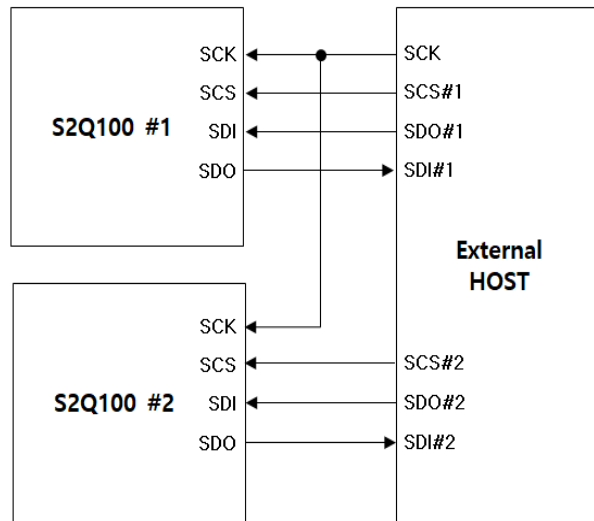 SCK
SCS
SDI
SDO
S2Q100 #1
SCK
SCS#1
SDO#1
SDI#1
External
HOST
SCK
SCS
SDI
SDO
S2Q100 #2
SCS#2
SDO#2
SDI#2